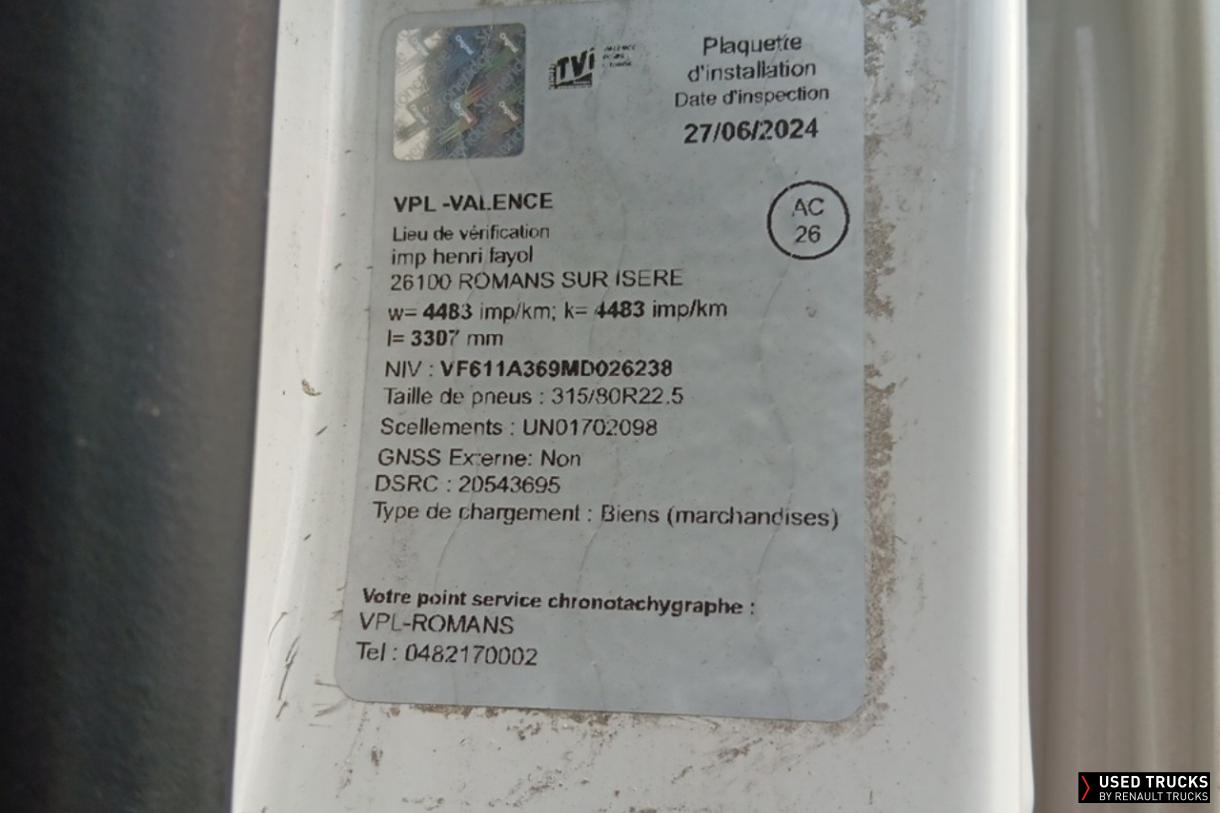 TVI
Plaquette
d'installation
Date d'inspection
27/06/2024
VPL -VALENCE
AC
26
Lieu de vérification
imp henri fayol
26100 ROMANS SUR ISERE
w= 4483 imp/km; k= 4483 imp/km
l= 3307 mm
NIV : VF611A369MD026238
Taille de pneus : 315/80R22.5
Scellements : UN01702098
GNSS Externe: Non
DSRC : 20543695
Type de chargement : Biens (marchandises)
Votre point service chronotachygraphe :
VPL-ROMANS
Tel : 0482170002
USED TRUCKS
BY RENAULT TRUCKS